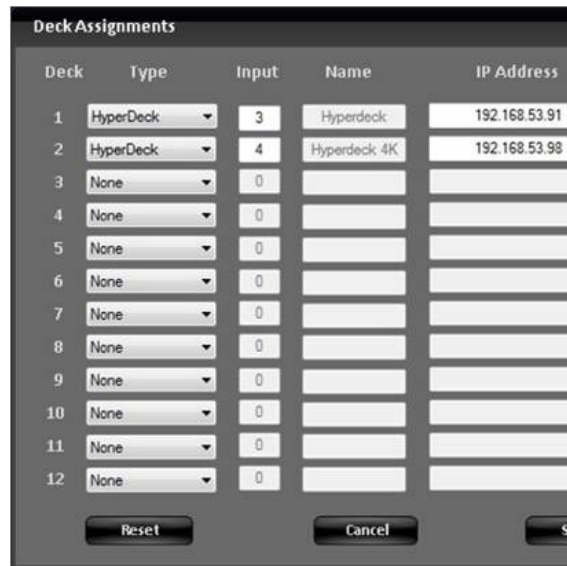 Deck Assignments
Deck Type Input Name IP Address
1 HyperDeck 3 Hyperdeck 192.168.53.91
2 HyperDeck 4 Hyperdeck 4K 192.168.53.98
3 None 0
4 None 0
5 None 0
6 None 0
7 None 0
8 None 0
9 None 0
10 None 0
11 None 0
12 None 0
Reset Cancel